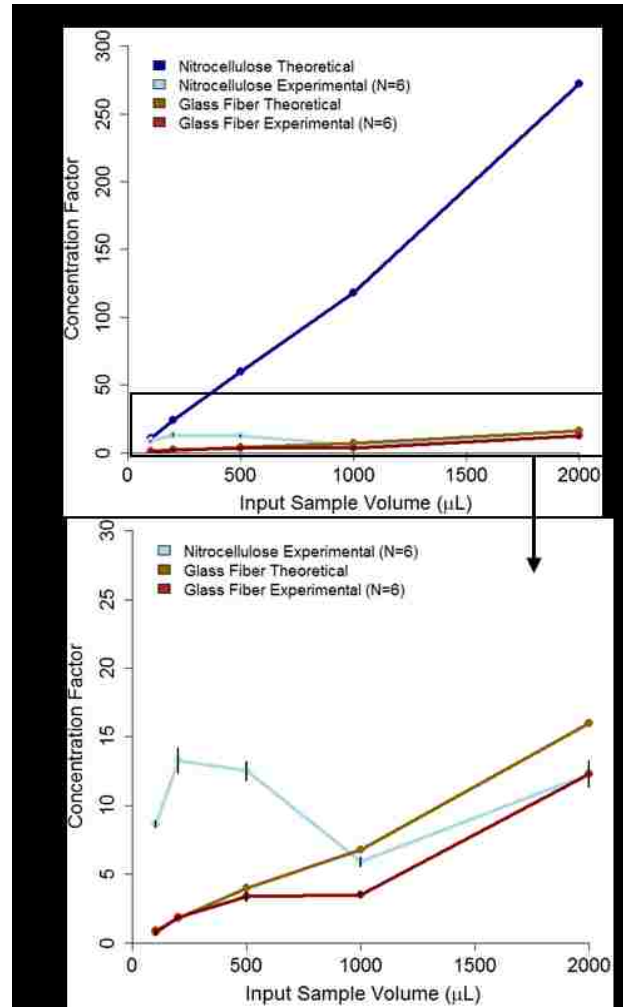 300
250
200
150
100
50
0
Concentration Factor
Nitrocellulose Theoretical
Nitrocellulose Experimental (N=6)
Glass Fiber Theoretical
Glass Fiber Experimental (N=6)
0 500 1000 1500 2000
Input Sample Volume (µL)
30
25
20
15
10
5
0
Concentration Factor
Nitrocellulose Experimental (N=6)
Glass Fiber Theoretical
Glass Fiber Experimental (N=6)
0 500 1000 1500 2000
Input Sample Volume (µL)